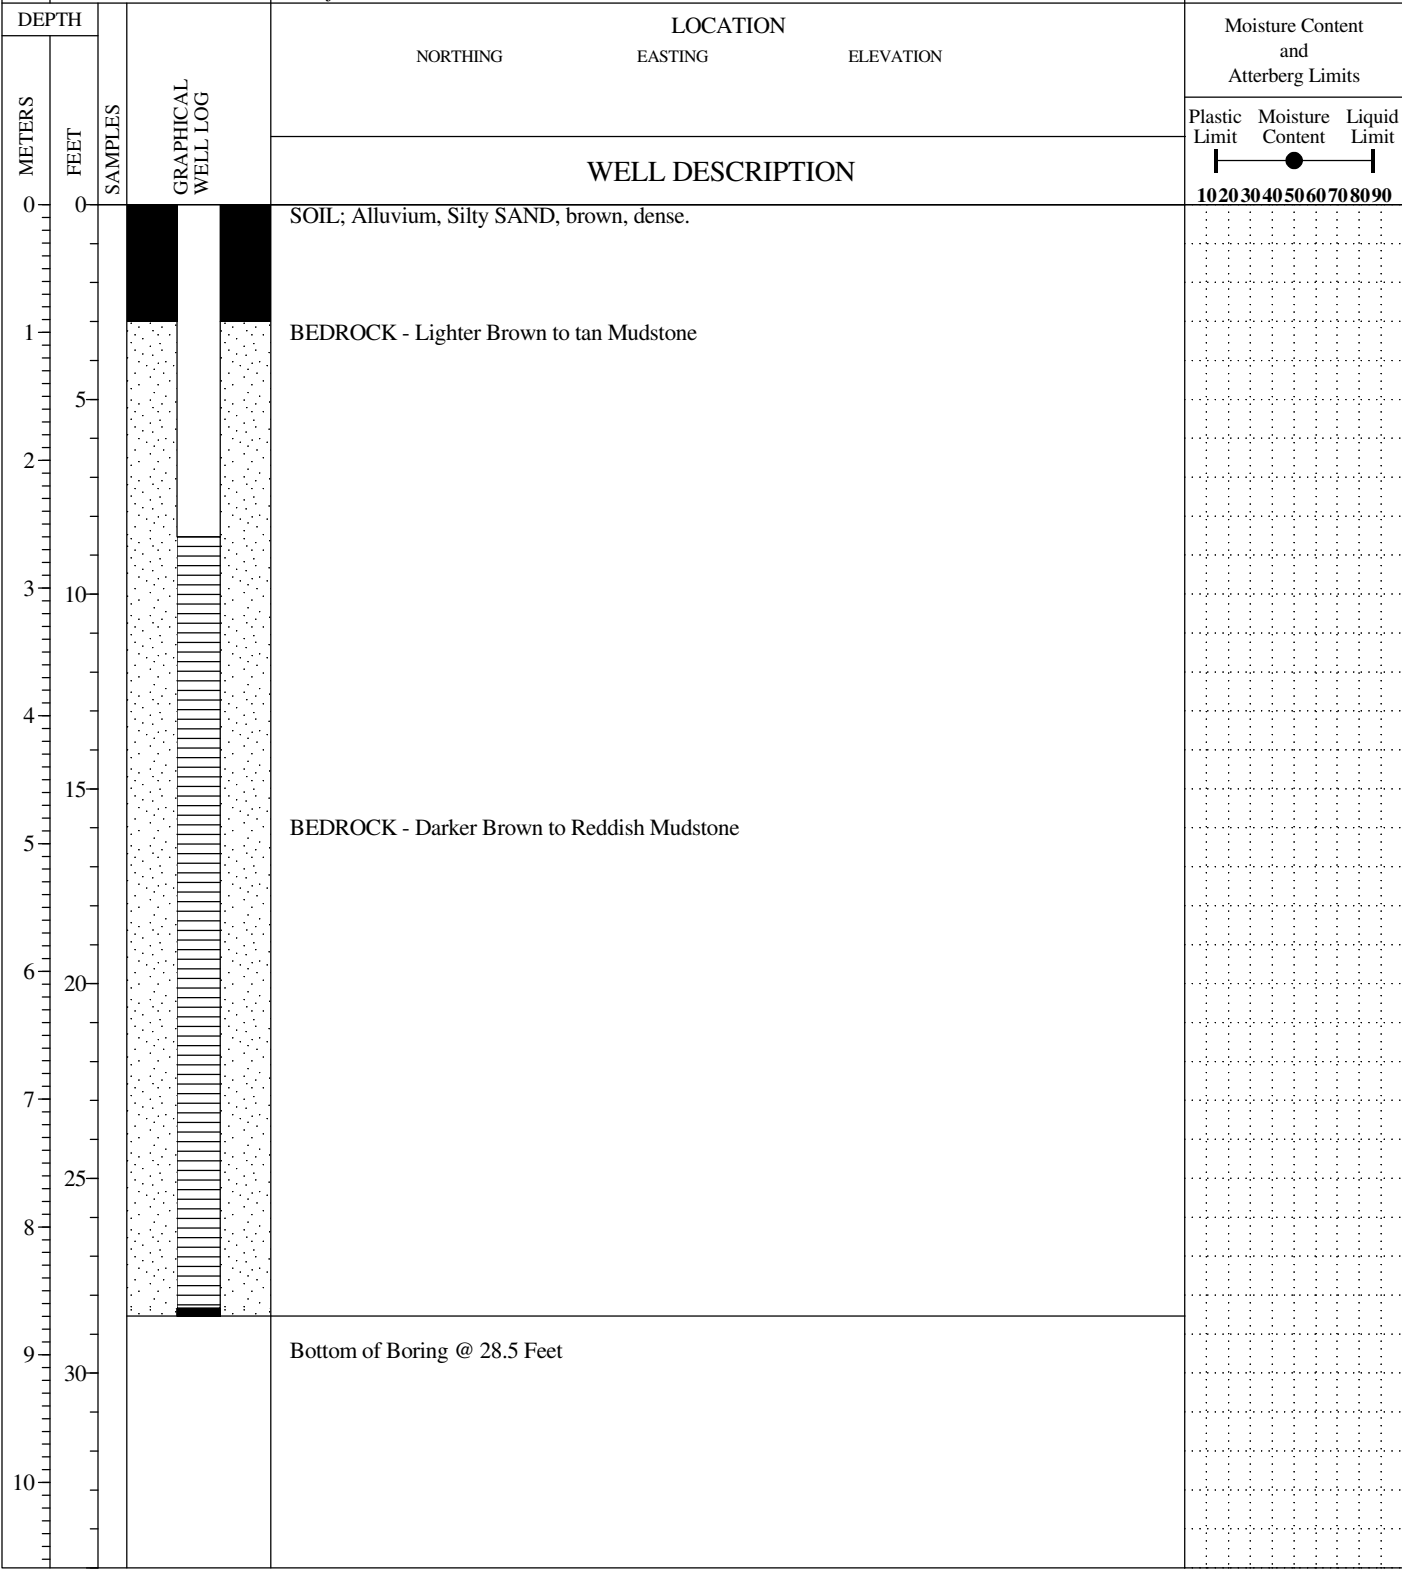 DEPTH
METERS
FEET
SAMPLES
GRAPHICAL
WELL LOG
LOCATION
NORTHING EASTING ELEVATION
WELL DESCRIPTION
Moisture Content
and
Atterberg Limits
Plastic Moisture Liquid
Limit Content Limit
10 20 30 40 50 60 70 80 90
0 0
SOIL; Alluvium, Silty SAND, brown, dense.
1
BEDROCK - Lighter Brown to tan Mudstone
5
2
3
10
4
15
BEDROCK - Darker Brown to Reddish Mudstone
5
6
20
7
25
8
Bottom of Boring @ 28.5 Feet
9
30
10